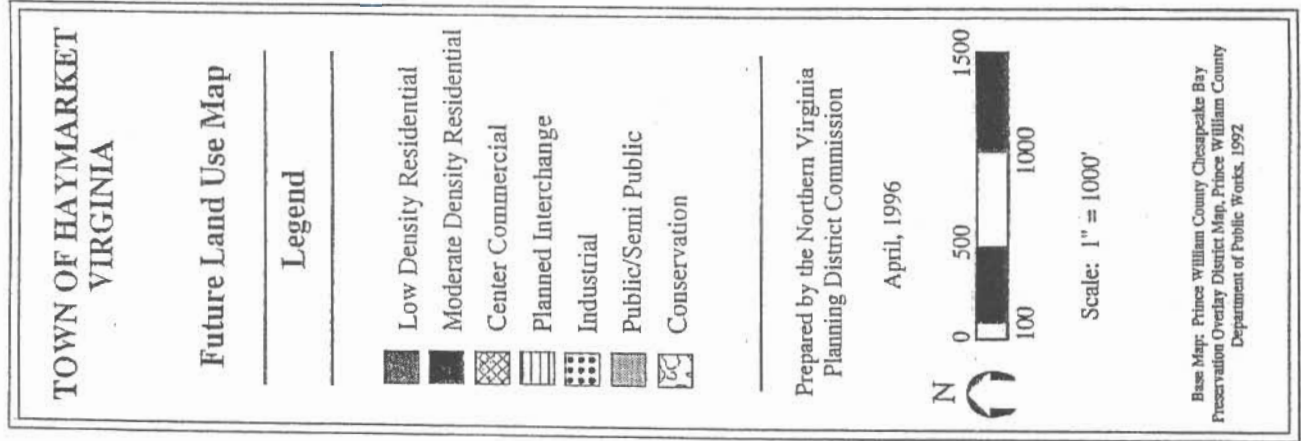 TOWN OF HAYMARKET
VIRGINIA
Future Land Use Map
Legend
Low Density Residential
Moderate Density Residential
Center Commercial
Planned Interchange
Industrial
Public/Semi Public
Conservation
Prepared by the Northern Virginia
Planning District Commission
April, 1996
N
0 500 1500
100 1000
Scale: 1" = 1000'
Base Map: Prince William County Chesapeake Bay
Preservation Overlay District Map, Prince William County
Department of Public Works, 1992